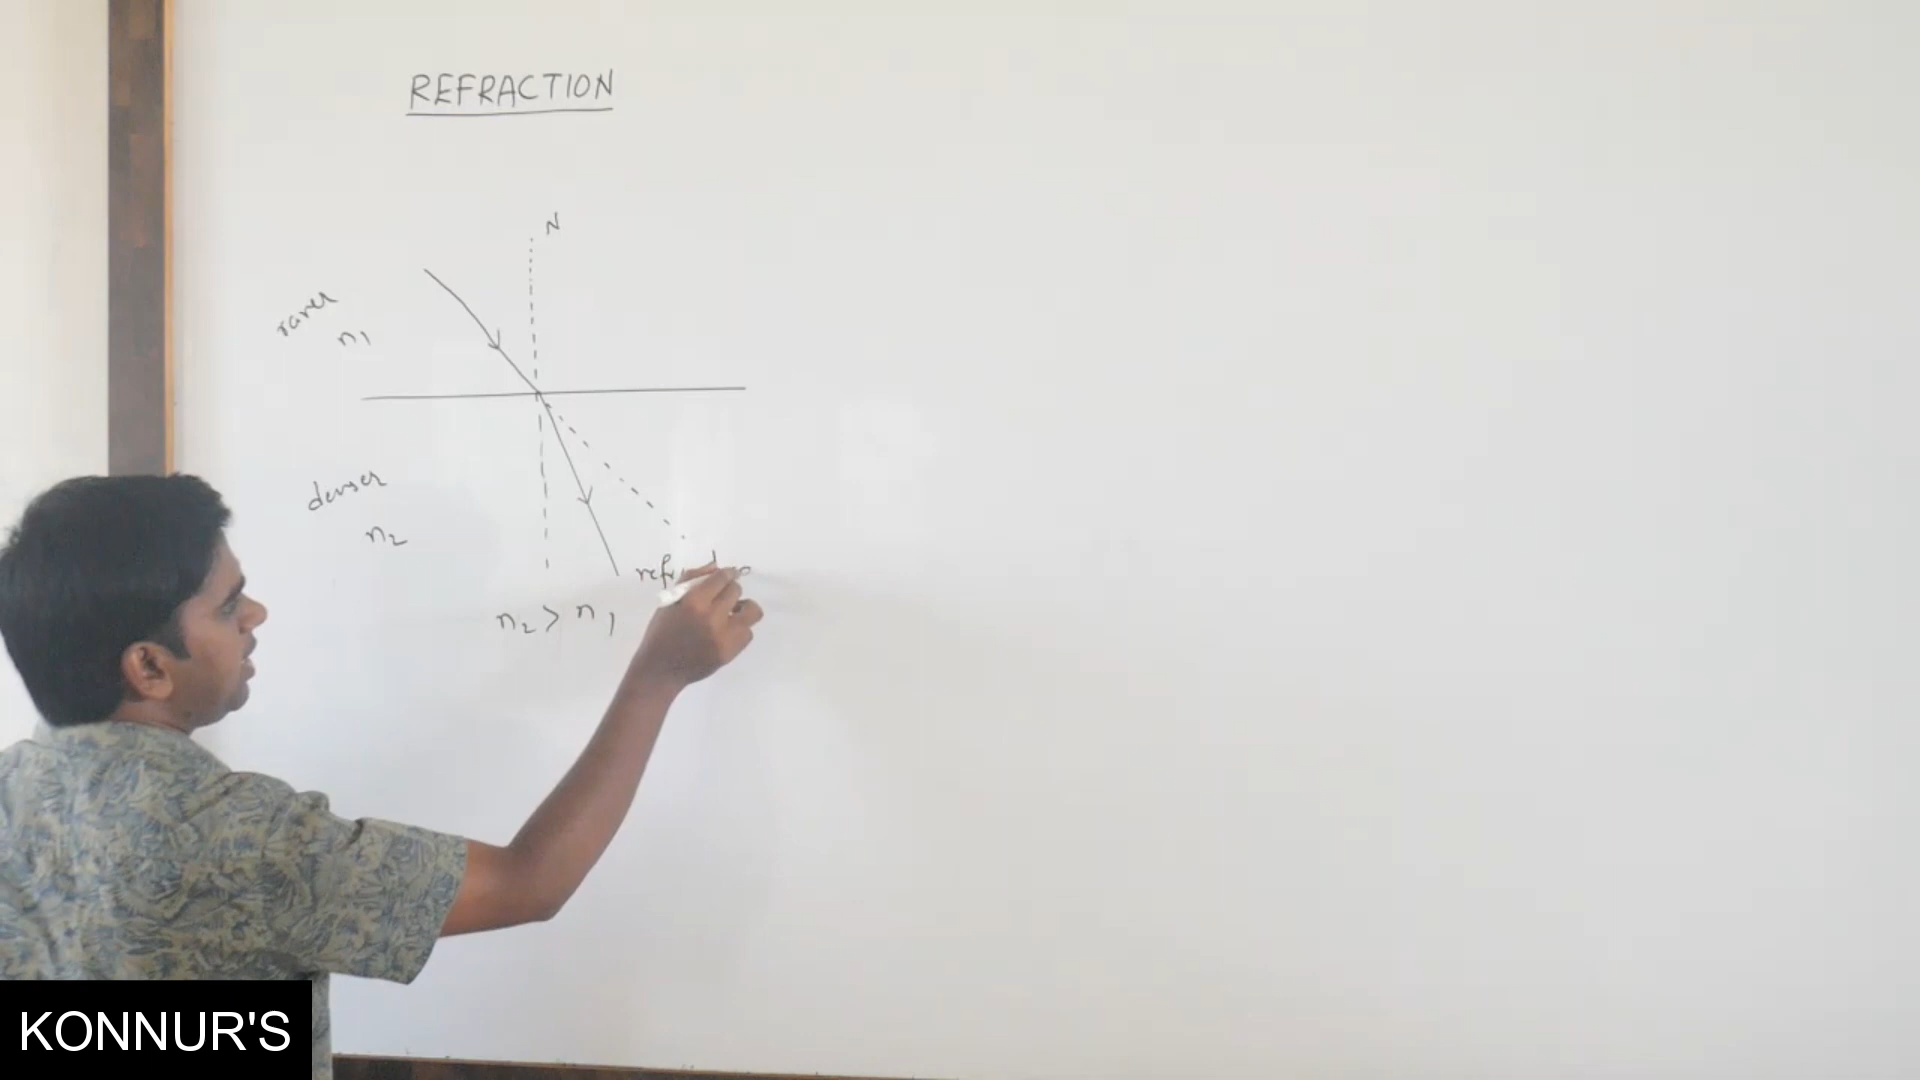 REFRACTION
N
rarer
n1
denser
n2
n2 > n1
KONNUR'S